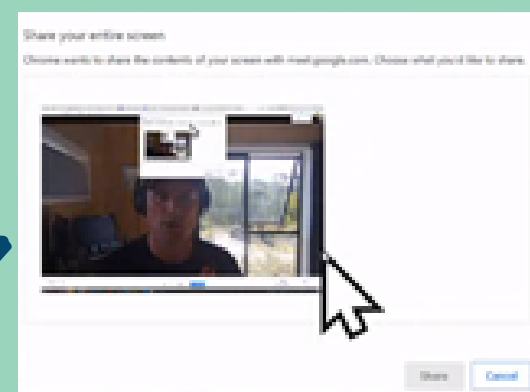 Share your entire screen
Chrome wants to share the contents of your screen with meet.google.com. Choose what you'd like to share.
Share
Cancel